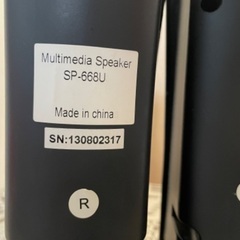 Multimedia Speaker
SP-668U
Made in china
SN:130802317
R